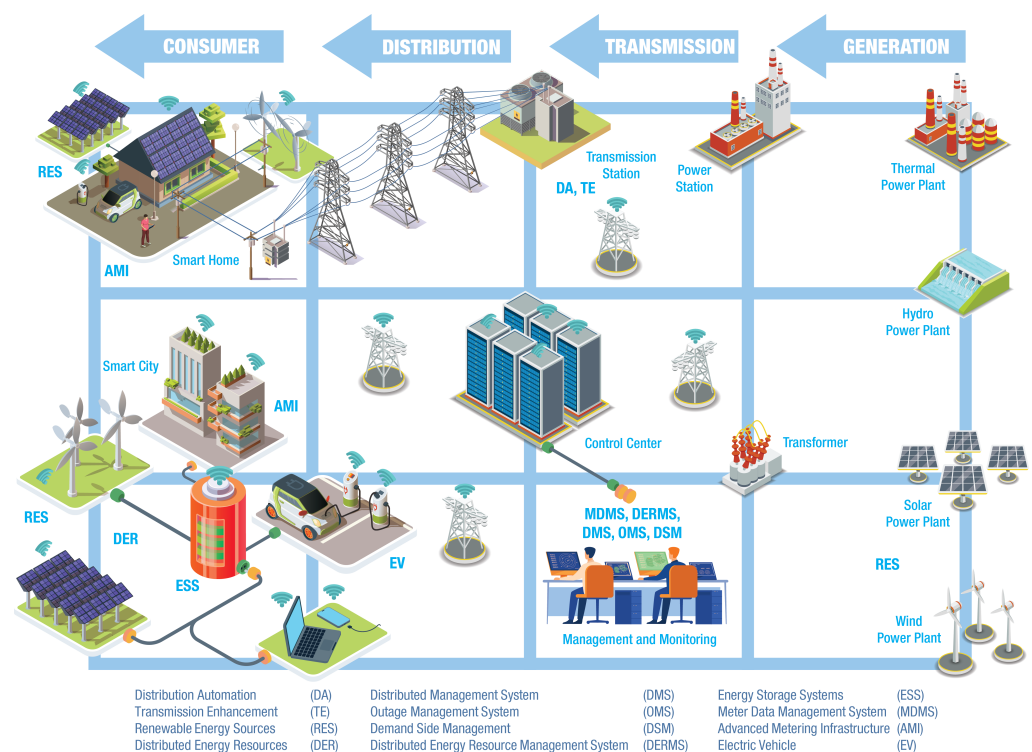 CONSUMER
DISTRIBUTION
TRANSMISSION
GENERATION
RES
AMI
Smart Home
Transmission
Station
DA, TE
Power
Station
Thermal
Power Plant
Hydro
Power Plant
Smart City
AMI
Control Center
Transformer
RES
DER
ESS
EV
MDMS, DERMS,
DMS, OMS, DSM
Management and Monitoring
Solar
Power Plant
RES
Wind
Power Plant
Distribution Automation (DA)
Transmission Enhancement (TE)
Renewable Energy Sources (RES)
Distributed Energy Resources (DER)
Distributed Management System (DMS)
Outage Management System (OMS)
Demand Side Management (DSM)
Distributed Energy Resource Management System (DERMS)
Energy Storage Systems (ESS)
Meter Data Management System (MDMS)
Advanced Metering Infrastructure (AMI)
Electric Vehicle (EV)